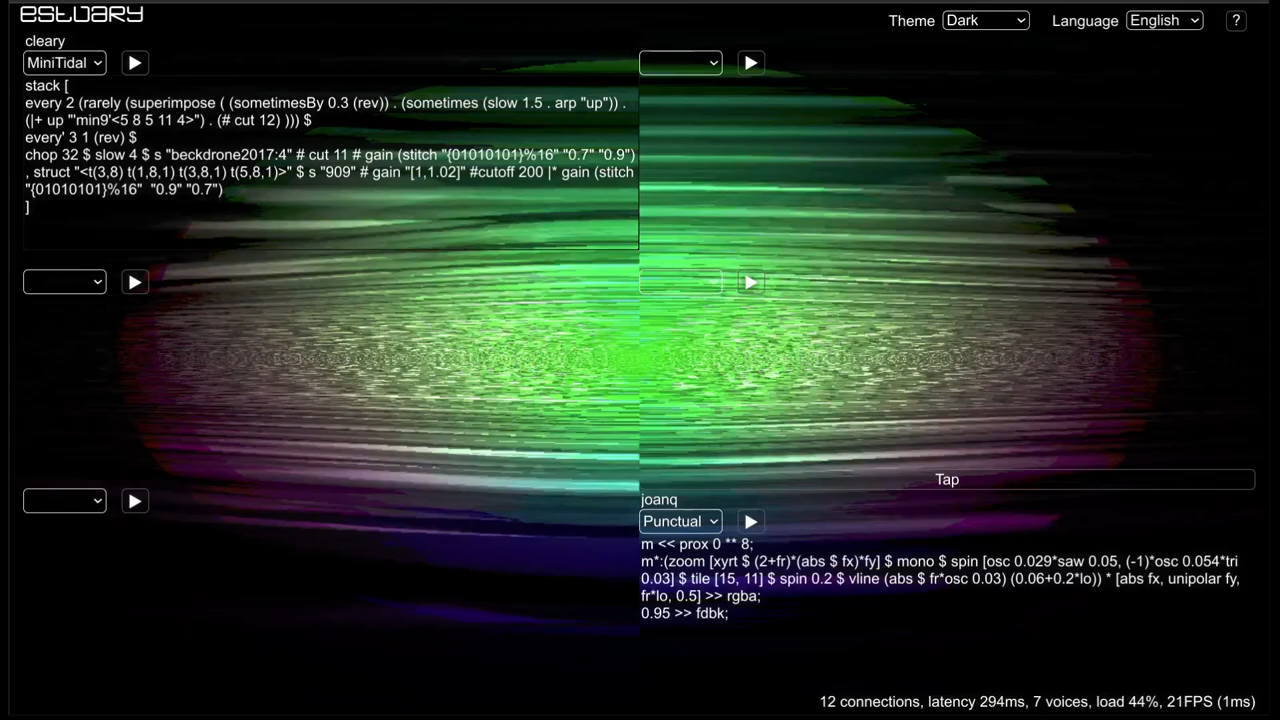 estuary
Theme Dark Language English ?
cleary
MiniTidal
stack [
every 2 (rarely (superimpose ( (sometimesBy 0.3 (rev)) . (sometimes (slow 1.5 . arp "up")) .
(|+ up "'min9'<5 8 5 11 4>") . (# cut 12) ))) $
every' 3 1 (rev) $
chop 32 $ slow 4 $ s "beckdrone2017:4" # cut 11 # gain (stitch "{01010101}%16" "0.7" "0.9")
, struct "<t(3,8) t(1,8,1) t(3,8,1) t(5,8,1)>" $ s "909" # gain "[1,1.02]" #cutoff 200 |* gain (stitch
"{01010101}%16"  "0.9" "0.7")
]
Tap
joanq
Punctual
m << prox 0 ** 8;
m*:(zoom [xyrt $ (2+fr)*(abs $ fx)*fy] $ mono $ spin [osc 0.029*saw 0.05, (-1)*osc 0.054*tri
0.03] $ tile [15, 11] $ spin 0.2 $ vline (abs $ fr*osc 0.03) (0.06+0.2*lo)) * [abs fx, unipolar fy,
fr*lo, 0.5] >> rgba;
0.95 >> fdbk;
12 connections, latency 294ms, 7 voices, load 44%, 21FPS (1ms)